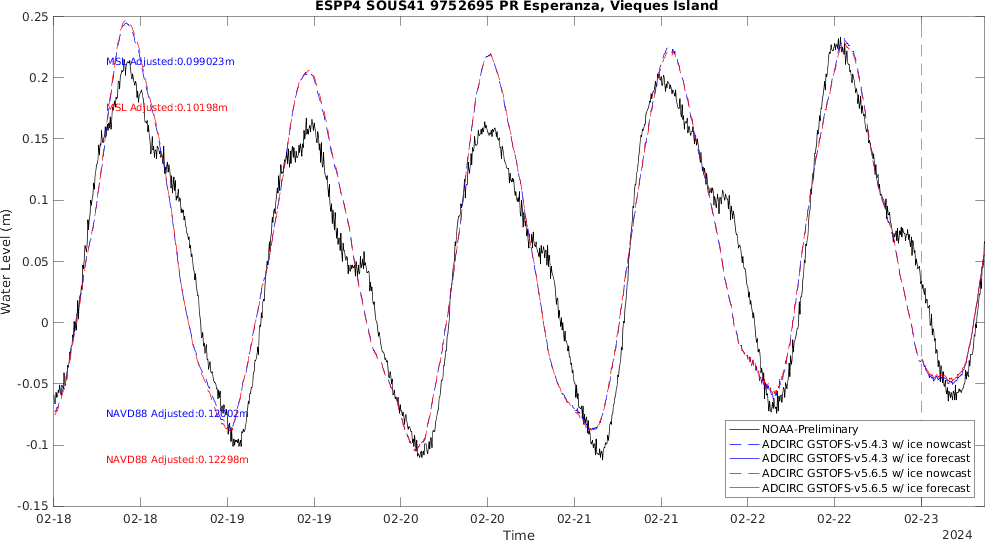 ESPP4 SOUS41 9752695 PR Esperanza, Vieques Island
0.25
0.2
0.15
0.1
0.05
0
-0.05
-0.1
-0.15
Water Level (m)
MSL Adjusted:0.099023m
MSL Adjusted:0.10198m
NAVD88 Adjusted:0.12002m
NAVD88 Adjusted:0.12298m
NOAA-Preliminary
ADCIRC GSTOFS-v5.4.3 w/ ice nowcast
ADCIRC GSTOFS-v5.4.3 w/ ice forecast
ADCIRC GSTOFS-v5.6.5 w/ ice nowcast
ADCIRC GSTOFS-v5.6.5 w/ ice forecast
02-18 02-18 02-19 02-19 02-20 02-20 02-21 02-21 02-22 02-22 02-23
Time
2024